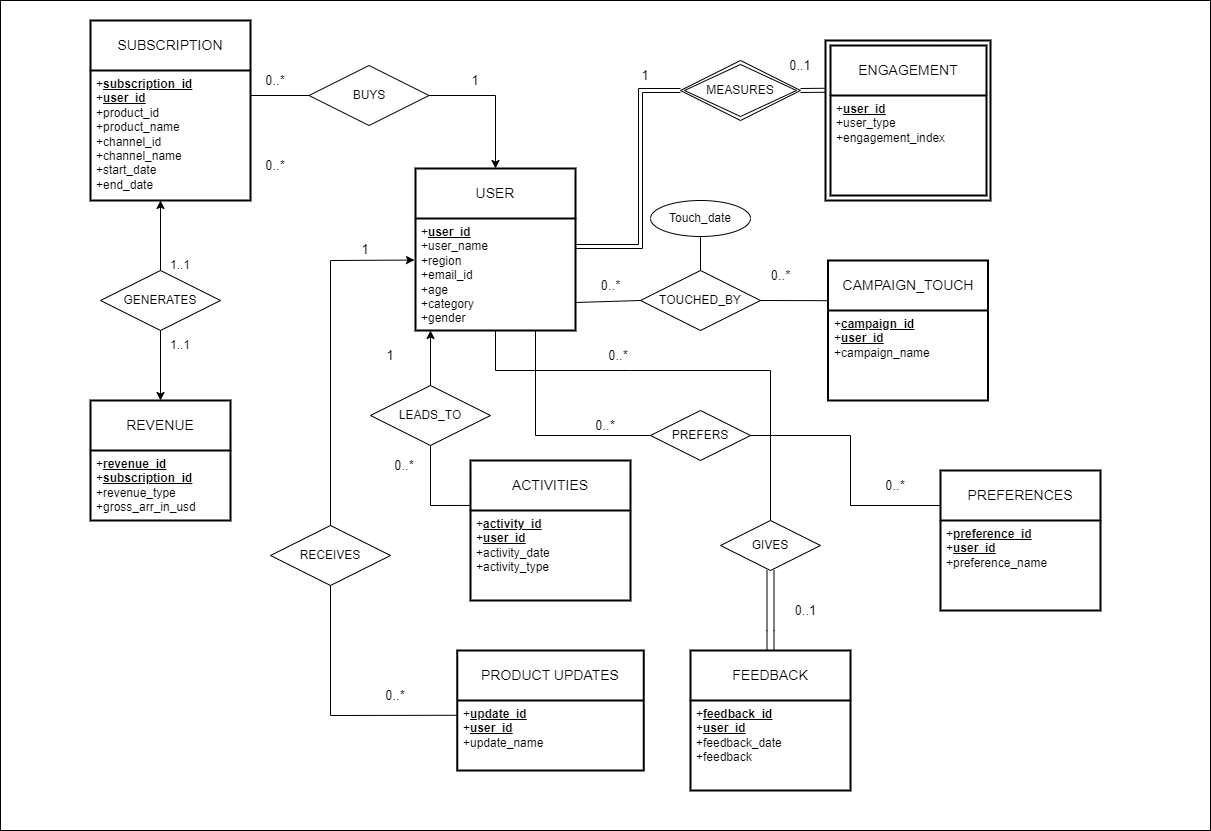 SUBSCRIPTION
+subscription_id
+user_id
+product_id
+product_name
+channel_id
+channel_name
+start_date
+end_date
0..*
BUYS
1
0..*
1
MEASURES
0..1
ENGAGEMENT
+user_id
+user_type
+engagement_index
USER
+user_id
+user_name
+region
+email_id
+age
+category
+gender
Touch_date
0..*
TOUCHED_BY
0..*
CAMPAIGN_TOUCH
+campaign_id
+user_id
+campaign_name
1..1
GENERATES
1..1
REVENUE
+revenue_id
+subscription_id
+revenue_type
+gross_arr_in_usd
1
1
LEADS_TO
0..*
ACTIVITIES
+activity_id
+user_id
+activity_date
+activity_type
0..*
0..*
PREFERS
0..*
PREFERENCES
+preference_id
+user_id
+preference_name
RECEIVES
0..*
PRODUCT UPDATES
+update_id
+user_id
+update_name
GIVES
0..1
FEEDBACK
+feedback_id
+user_id
+feedback_date
+feedback